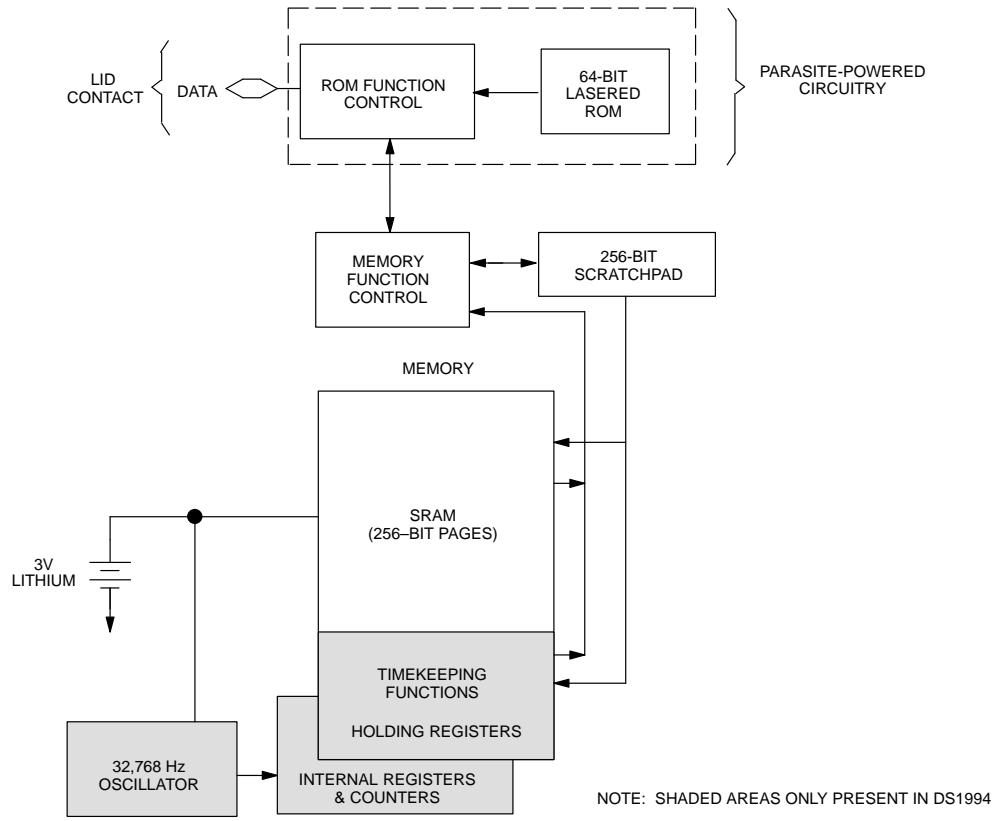 LID
CONTACT
DATA
ROM FUNCTION
CONTROL
64-BIT
LASERED
ROM
PARASITE-POWERED
CIRCUITRY
MEMORY
FUNCTION
CONTROL
256-BIT
SCRATCHPAD
MEMORY
SRAM
(256–BIT PAGES)
3V
LITHIUM
TIMEKEEPING
FUNCTIONS
HOLDING REGISTERS
32,768 Hz
OSCILLATOR
INTERNAL REGISTERS
& COUNTERS
NOTE: SHADED AREAS ONLY PRESENT IN DS1994